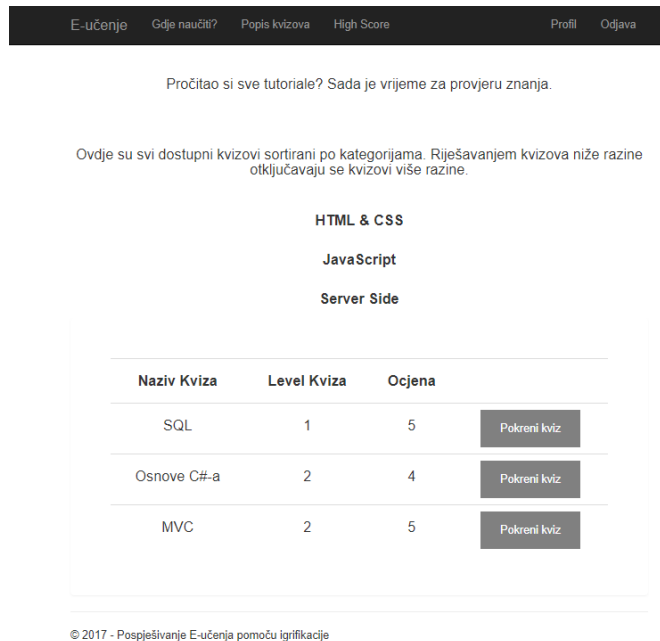 E-učenje Gdje naučiti? Popis kvizova High Score Profil Odjava
Pročitao si sve tutoriale? Sada je vrijeme za provjeru znanja.
Ovdje su svi dostupni kvizovi sortirani po kategorijama. Riješavanjem kvizova niže razine
otključavaju se kvizovi više razine.
HTML & CSS
JavaScript
Server Side
Naziv Kviza Level Kviza Ocjena
SQL 1 5 Pokreni kviz
Osnove C#-a 2 4 Pokreni kviz
MVC 2 5 Pokreni kviz
© 2017 - Pospješivanje E-učenja pomoću igrifikacije